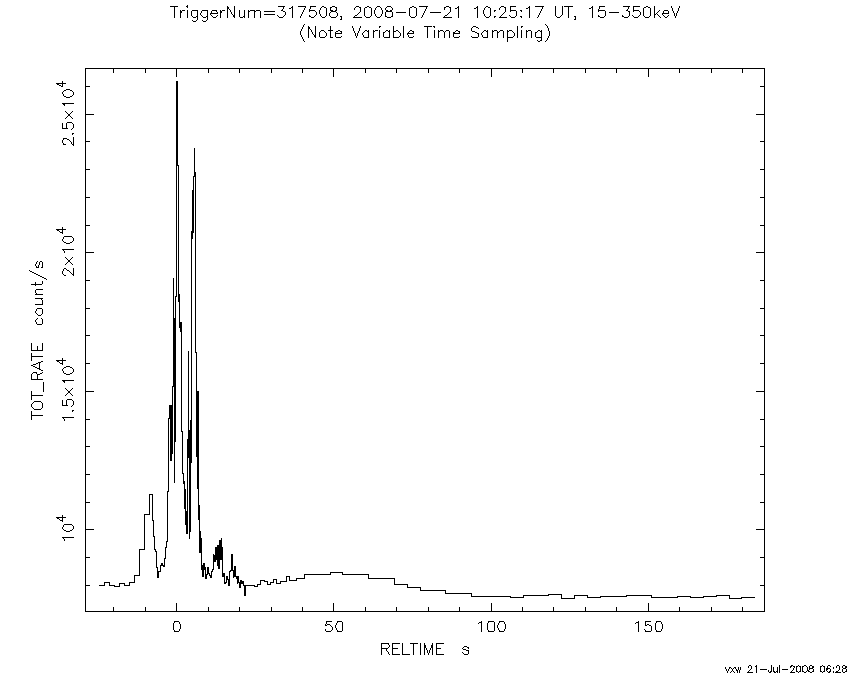 TriggerNum=317508, 2008-07-21 10:25:17 UT, 15-350keV
(Note Variable Time Sampling)
TOT_RATE count/s
2.5×10⁴
2×10⁴
1.5×10⁴
10⁴
0 50 100 150
RELTIME s
vxw 21-Jul-2008 06:28